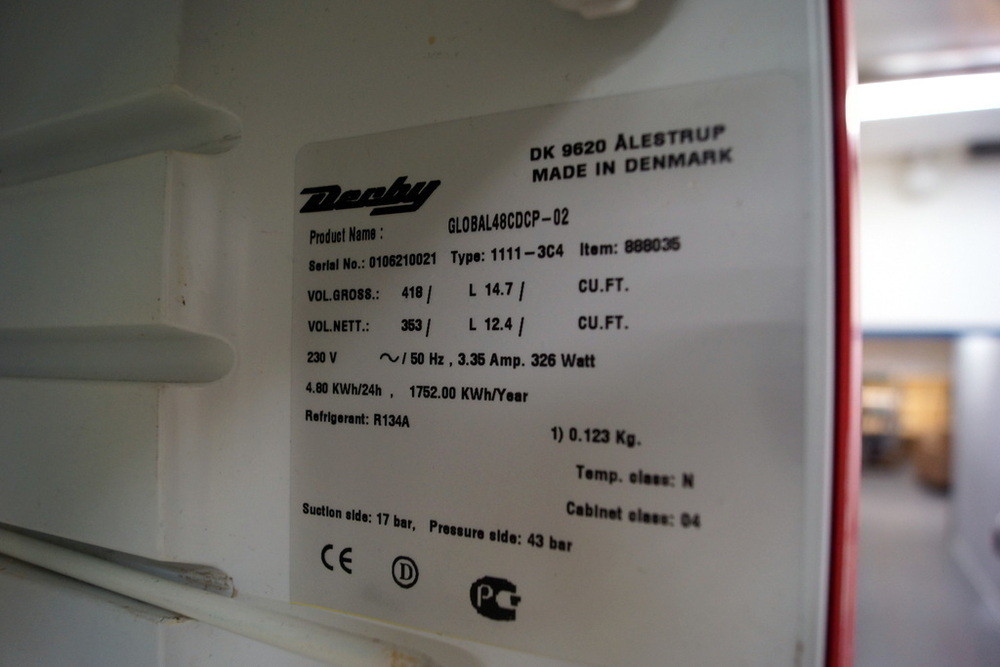 DK 9620 ÅLESTRUP
MADE IN DENMARK
Derby
Product Name : GLOBAL48CDCP-02
Serial No.: 0106210021 Type: 1111-3C4 Item: 888035
VOL.GROSS.: 418 / L 14.7 / CU.FT.
VOL.NETT.: 353 / L 12.4 / CU.FT.
230 V ~ / 50 Hz , 3.35 Amp. 326 Watt
4.80 KWh/24h , 1752.00 KWh/Year
Refrigerant: R134A
1) 0.123 Kg.
Temp. class: N
Cabinet class: 04
Suction side: 17 bar, Pressure side: 43 bar
CE D PC